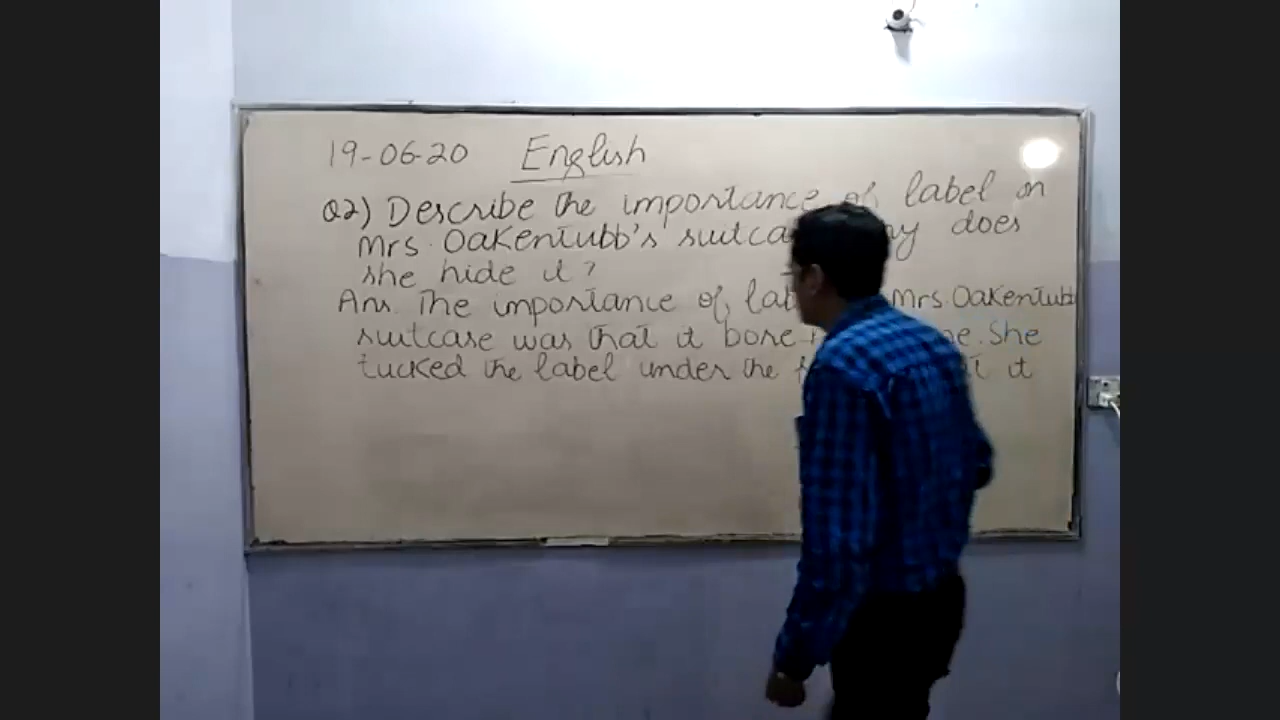 19-06-20 English
Q2) Describe the importance of label on
Mrs. Oakentubb's does
she hide it?
Ans. The importance of Mrs. Oakentubb
suitcase was that it bore She
tucked the label under the it